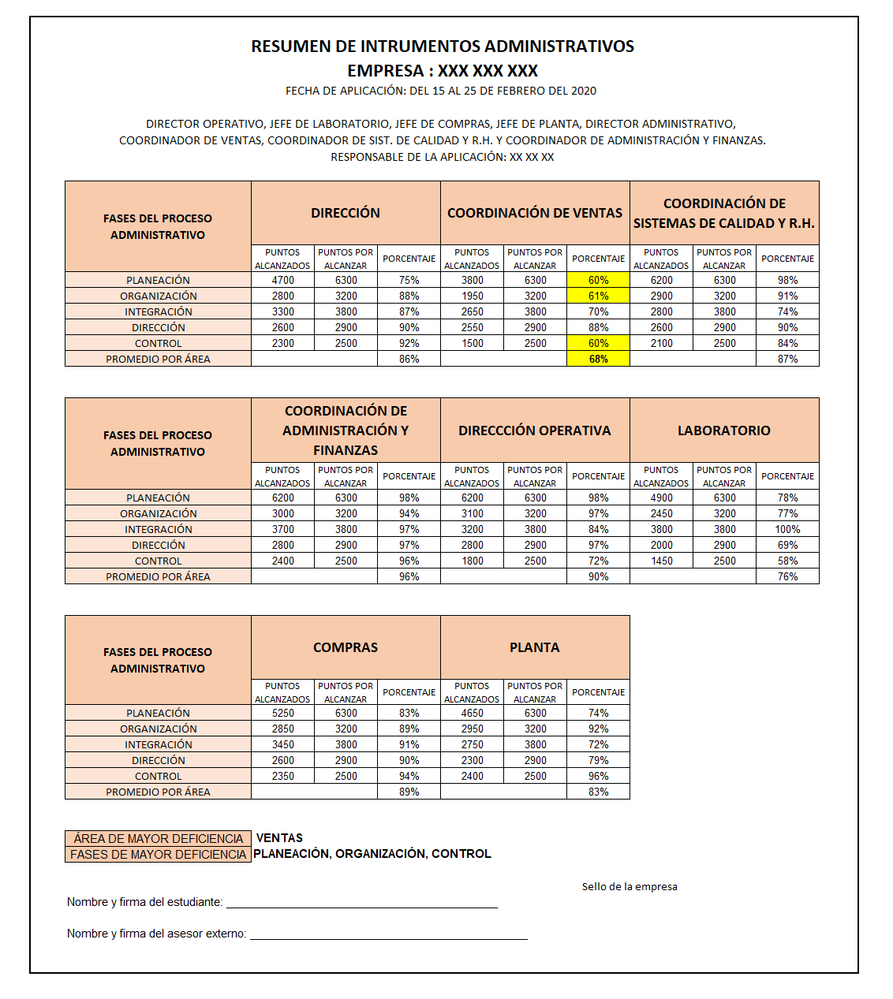 RESUMEN DE INTRUMENTOS ADMINISTRATIVOS
EMPRESA : XXX XXX XXX
FECHA DE APLICACIÓN: DEL 15 AL 25 DE FEBRERO DEL 2020
DIRECTOR OPERATIVO, JEFE DE LABORATORIO, JEFE DE COMPRAS, JEFE DE PLANTA, DIRECTOR ADMINISTRATIVO,
COORDINADOR DE VENTAS, COORDINADOR DE SIST. DE CALIDAD Y R.H. Y COORDINADOR DE ADMINISTRACIÓN Y FINANZAS.
RESPONSABLE DE LA APLICACIÓN: XX XX XX
FASES DEL PROCESO
ADMINISTRATIVO
DIRECCIÓN
COORDINACIÓN DE VENTAS
COORDINACIÓN DE
SISTEMAS DE CALIDAD Y R.H.
PUNTOS ALCANZADOS PUNTOS POR ALCANZAR PORCENTAJE PUNTOS ALCANZADOS PUNTOS POR ALCANZAR PORCENTAJE PUNTOS ALCANZADOS PUNTOS POR ALCANZAR PORCENTAJE
PLANEACIÓN 4700 6300 75% 3800 6300 60% 6200 6300 98%
ORGANIZACIÓN 2800 3200 88% 1950 3200 61% 2900 3200 91%
INTEGRACIÓN 3300 3800 87% 2650 3800 70% 2800 3800 74%
DIRECCIÓN 2600 2900 90% 2550 2900 88% 2600 2900 90%
CONTROL 2300 2500 92% 1500 2500 60% 2100 2500 84%
PROMEDIO POR ÁREA 86% 68% 87%
FASES DEL PROCESO
ADMINISTRATIVO
COORDINACIÓN DE
ADMINISTRACIÓN Y
FINANZAS
DIRECCCIÓN OPERATIVA
LABORATORIO
PUNTOS ALCANZADOS PUNTOS POR ALCANZAR PORCENTAJE PUNTOS ALCANZADOS PUNTOS POR ALCANZAR PORCENTAJE PUNTOS ALCANZADOS PUNTOS POR ALCANZAR PORCENTAJE
PLANEACIÓN 6200 6300 98% 6200 6300 98% 4900 6300 78%
ORGANIZACIÓN 3000 3200 94% 3100 3200 97% 2450 3200 77%
INTEGRACIÓN 3700 3800 97% 3200 3800 84% 3800 3800 100%
DIRECCIÓN 2800 2900 97% 2800 2900 97% 2000 2900 69%
CONTROL 2400 2500 96% 1800 2500 72% 1450 2500 58%
PROMEDIO POR ÁREA 96% 90% 76%
FASES DEL PROCESO
ADMINISTRATIVO
COMPRAS
PLANTA
PUNTOS ALCANZADOS PUNTOS POR ALCANZAR PORCENTAJE PUNTOS ALCANZADOS PUNTOS POR ALCANZAR PORCENTAJE
PLANEACIÓN 5250 6300 83% 4650 6300 74%
ORGANIZACIÓN 2850 3200 89% 2950 3200 92%
INTEGRACIÓN 3450 3800 91% 2750 3800 72%
DIRECCIÓN 2600 2900 90% 2300 2900 79%
CONTROL 2350 2500 94% 2400 2500 96%
PROMEDIO POR ÁREA 89% 83%
ÁREA DE MAYOR DEFICIENCIA VENTAS
FASES DE MAYOR DEFICIENCIA PLANEACIÓN, ORGANIZACIÓN, CONTROL
Sello de la empresa
Nombre y firma del estudiante:
Nombre y firma del asesor externo: